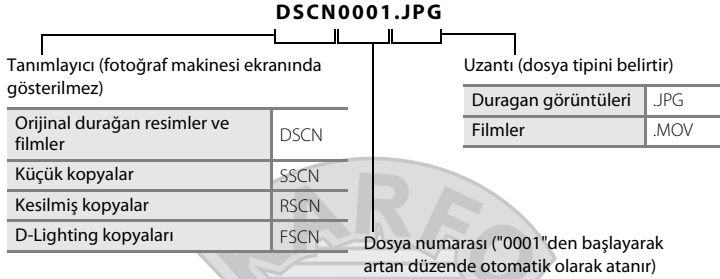 DSCN0001.JPG
Tanımlayıcı (fotoğraf makinesi ekranında
gösterilmez)
Orijinal durağan resimler ve
filmler
DSCN
Küçük kopyalar
SSCN
Kesilmiş kopyalar
RSCN
D-Lighting kopyaları
FSCN
Uzantı (dosya tipini belirtir)
Duragan görüntüleri
.JPG
Filmler
.MOV
Dosya numarası ("0001"den başlayarak
artan düzende otomatik olarak atanır)
KARFO